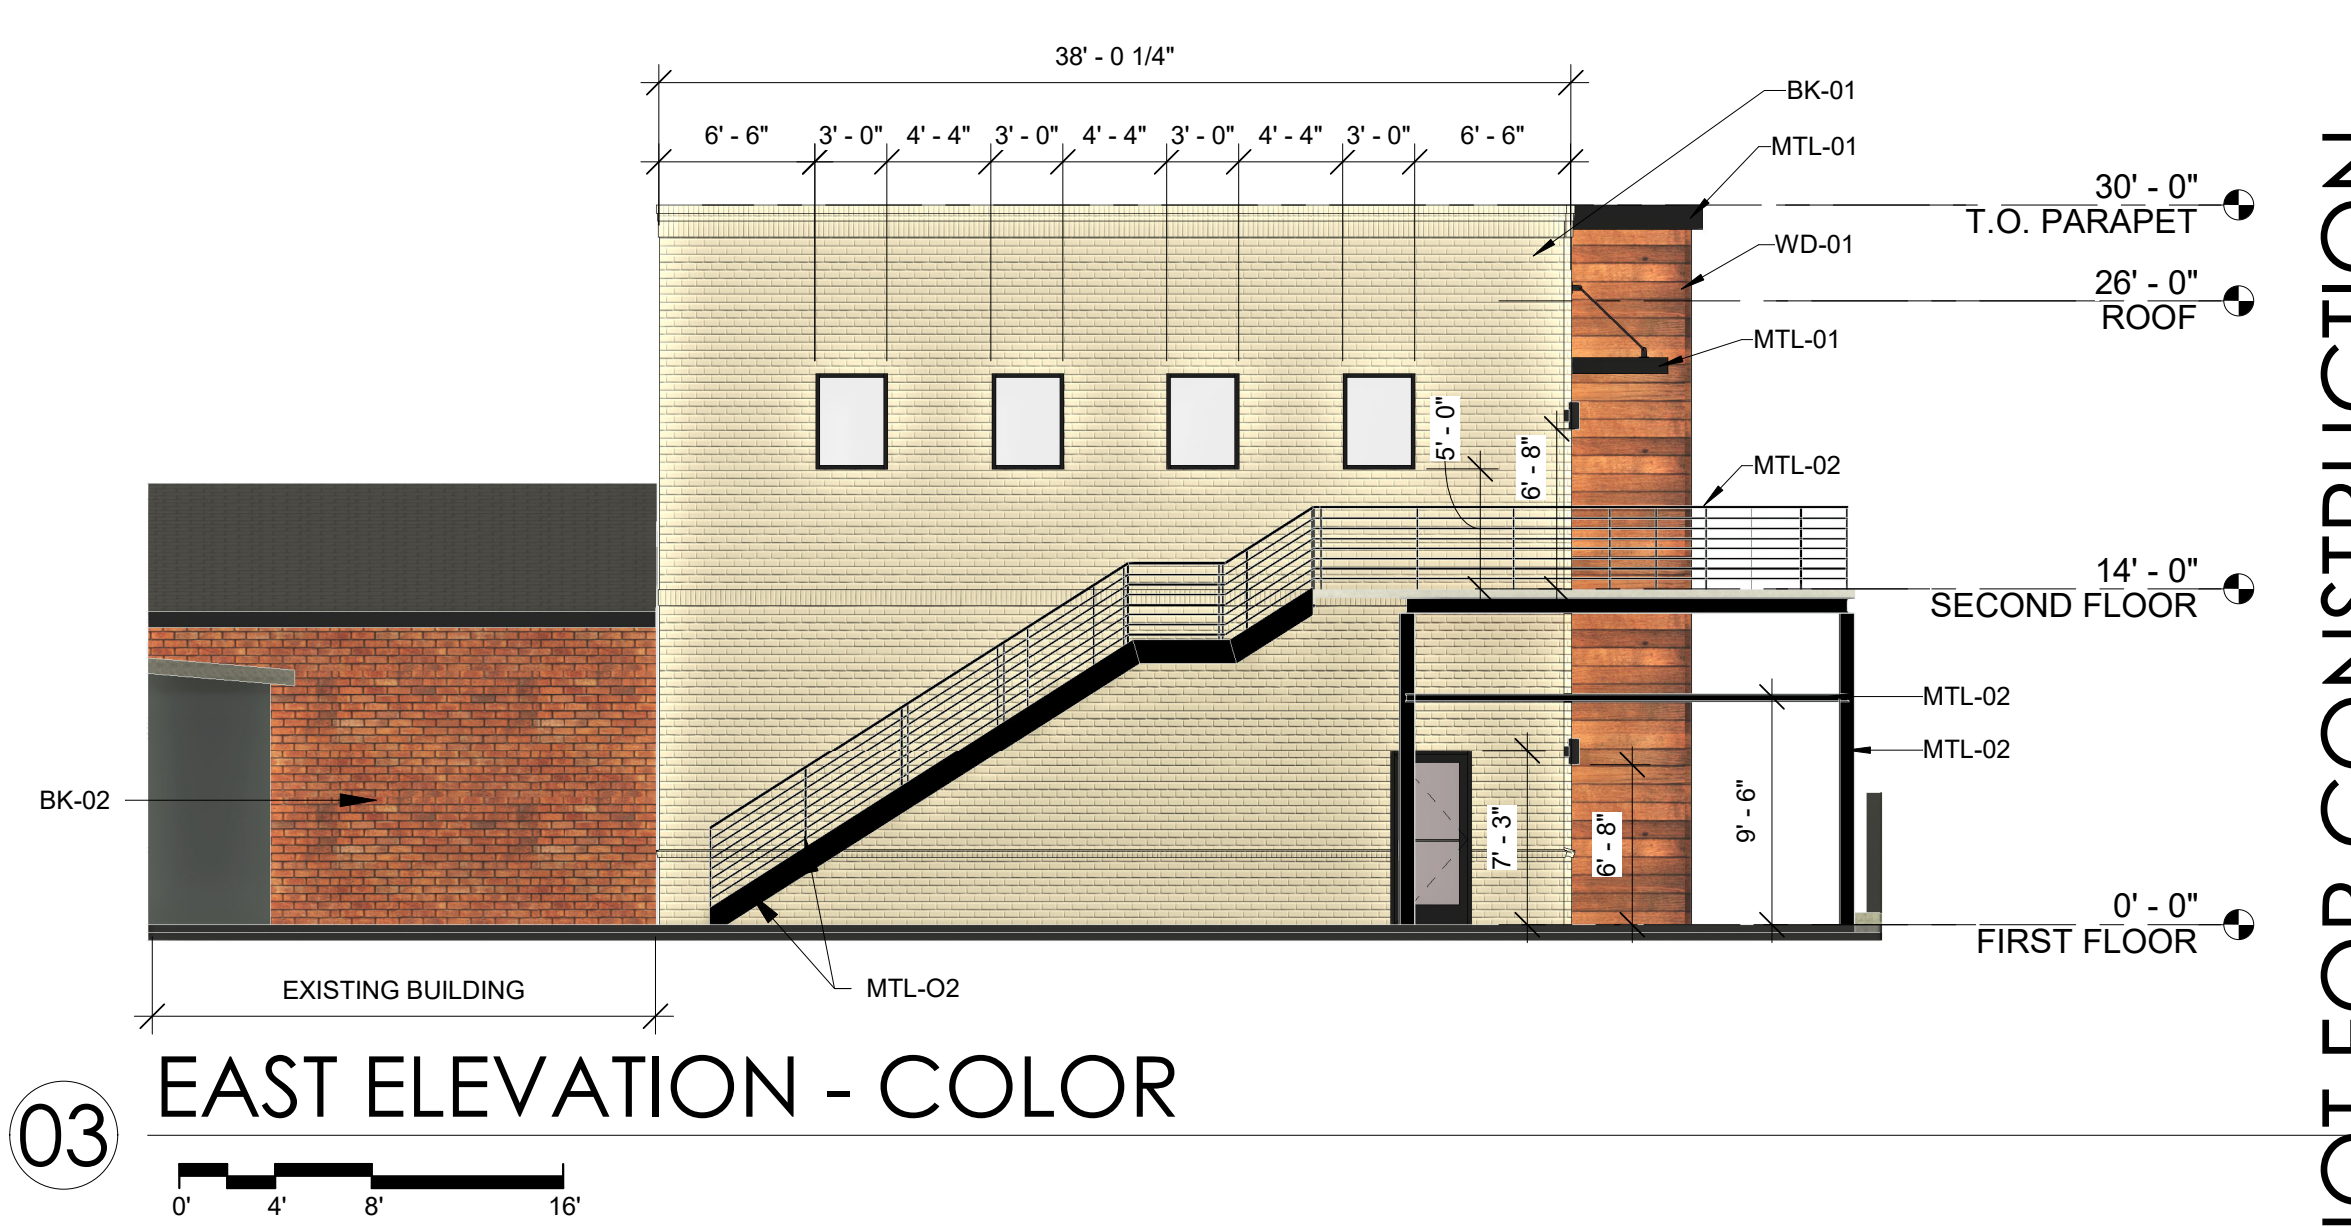 38' - 0 1/4"
6' - 6" 3' - 0" 4' - 4" 3' - 0" 4' - 4" 3' - 0" 4' - 4" 3' - 0" 6' - 6"
BK-01
MTL-01
30' - 0"
T.O. PARAPET
WD-01
26' - 0"
ROOF
MTL-01
5' - 0"
6' - 8"
MTL-02
14' - 0"
SECOND FLOOR
MTL-02
MTL-02
BK-02
7' - 3"
6' - 8"
9' - 6"
0' - 0"
FIRST FLOOR
EXISTING BUILDING
MTL-O2
03
EAST ELEVATION - COLOR
0' 4' 8' 16'
FOR CONSTRUCTION